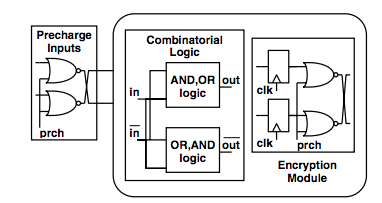 Precharge
Inputs
prch
Combinatorial
Logic
in
AND,OR
logic
out
in
OR,AND
logic
out
clk
clk
prch
Encryption
Module